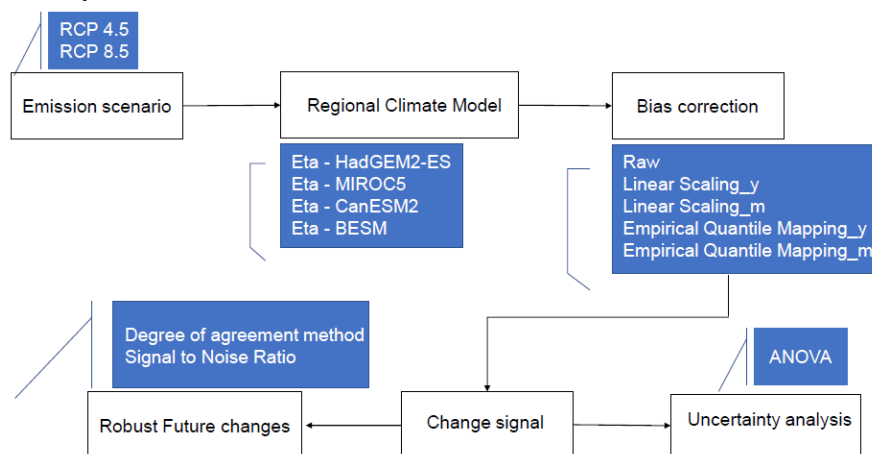 RCP 4.5
RCP 8.5
Emission scenario
Regional Climate Model
Bias correction
Eta - HadGEM2-ES
Eta - MIROC5
Eta - CanESM2
Eta - BESM
Raw
Linear Scaling_y
Linear Scaling_m
Empirical Quantile Mapping_y
Empirical Quantile Mapping_m
Degree of agreement method
Signal to Noise Ratio
ANOVA
Robust Future changes
Change signal
Uncertainty analysis